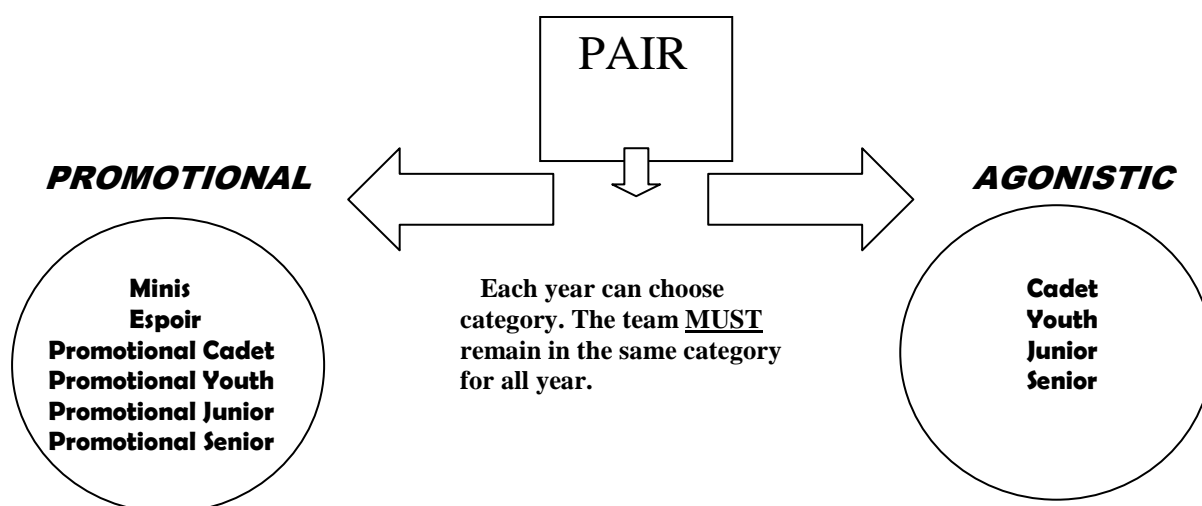 PAIR
PROMOTIONAL
AGONISTIC
Minis
Espoir
Promotional Cadet
Promotional Youth
Promotional Junior
Promotional Senior
Each year can choose
category. The team MUST
remain in the same category
for all year.
Cadet
Youth
Junior
Senior